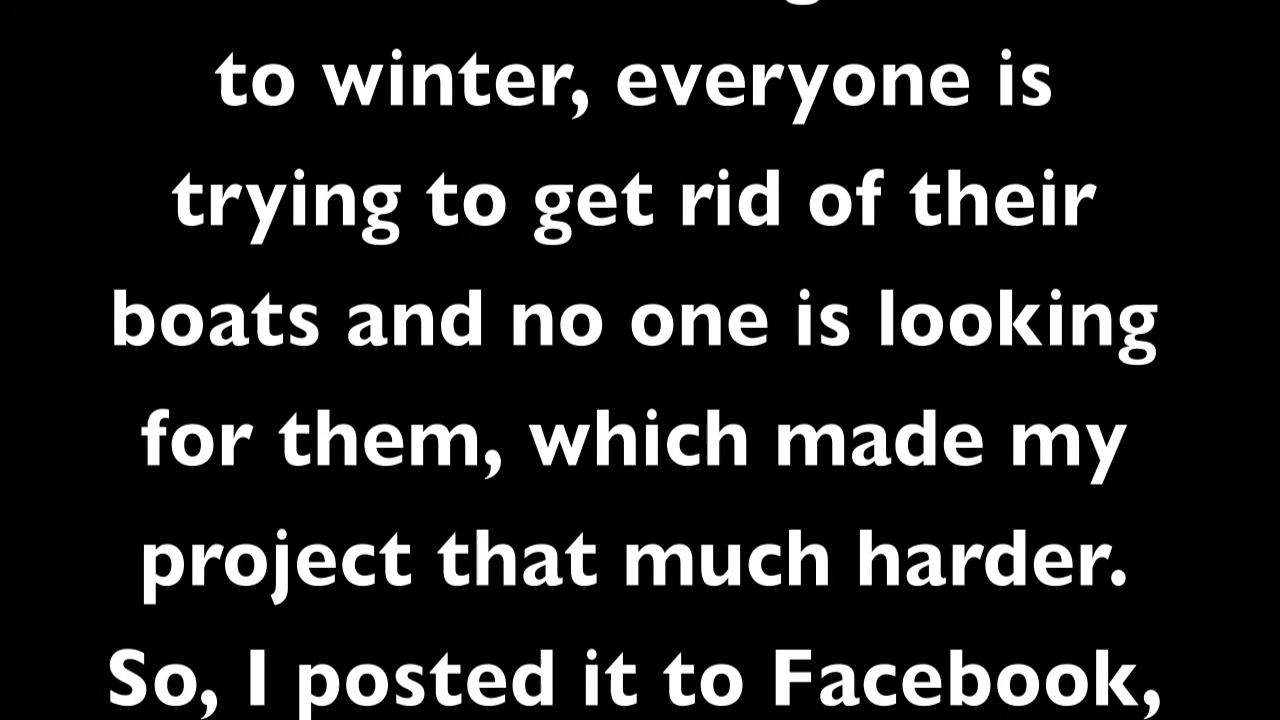 to winter, everyone is
trying to get rid of their
boats and no one is looking
for them, which made my
project that much harder.
So, I posted it to Facebook,